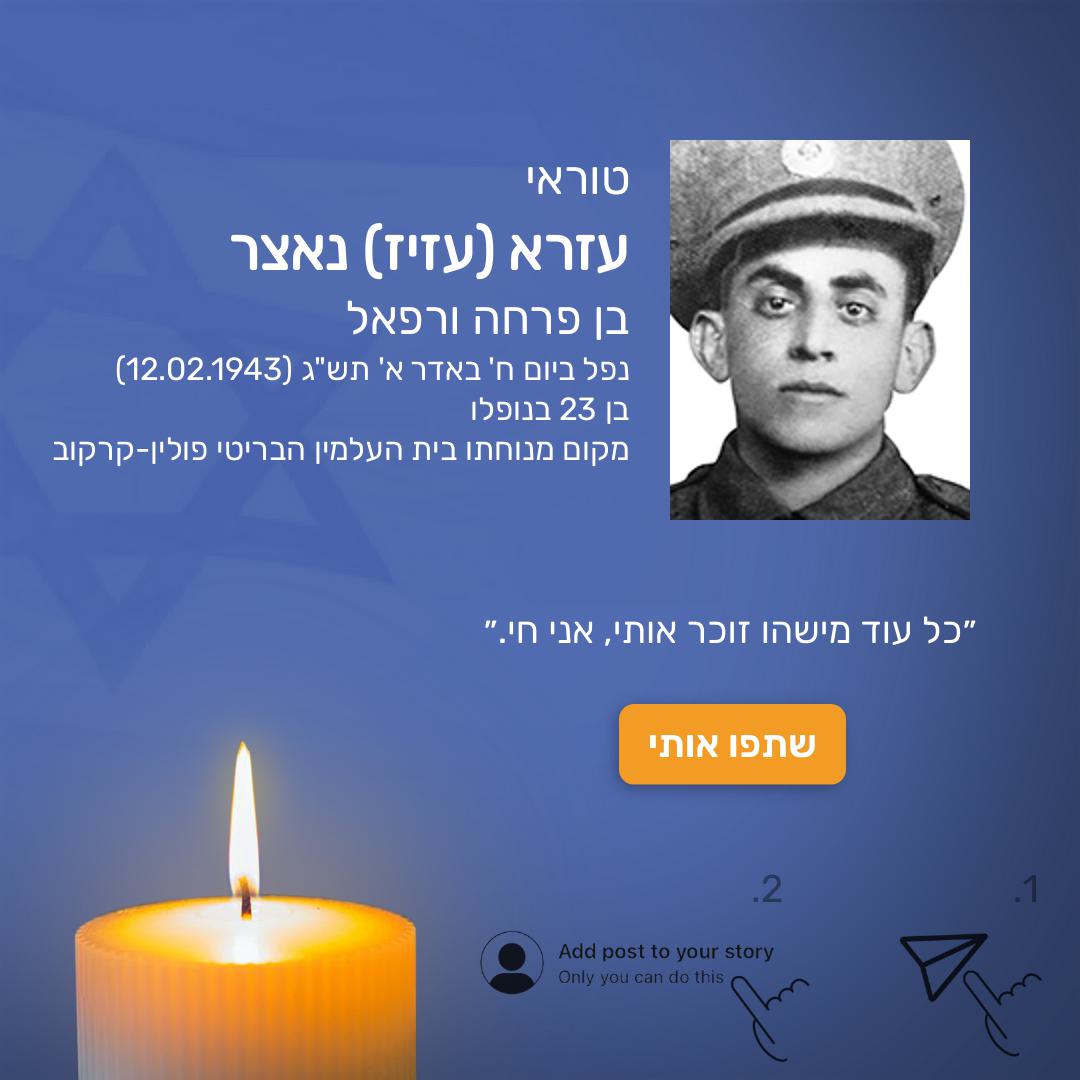 טוראי
עזרא (עזיז) נאצר
בן פרחה ורפאל
נפל ביום ח' באדר א' תש"ג (12.02.1943)
בן 23 בנופלו
מקום מנוחתו בית העלמין הבריטי פולין-קרקוב
״כל עוד מישהו זוכר אותי, אני חי.״
שתפו אותי
1.
2.
Add post to your story
Only you can do this